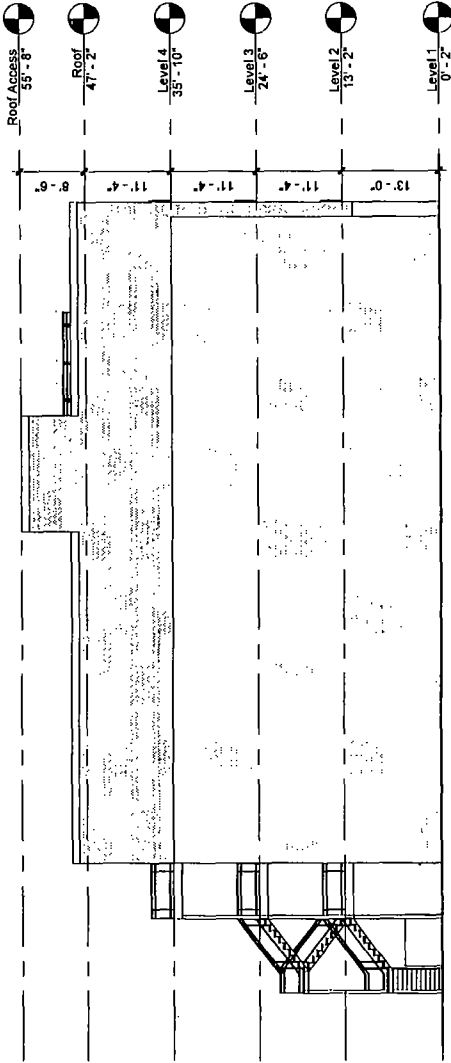 Roof Access
55' - 8"
Roof
47' - 2"
Level 4
35' - 10"
Level 3
24' - 6"
Level 2
13' - 2"
Level 1
0' - 2"
8' - 6"
11' - 4"
11' - 4"
11' - 4"
13' - 0"